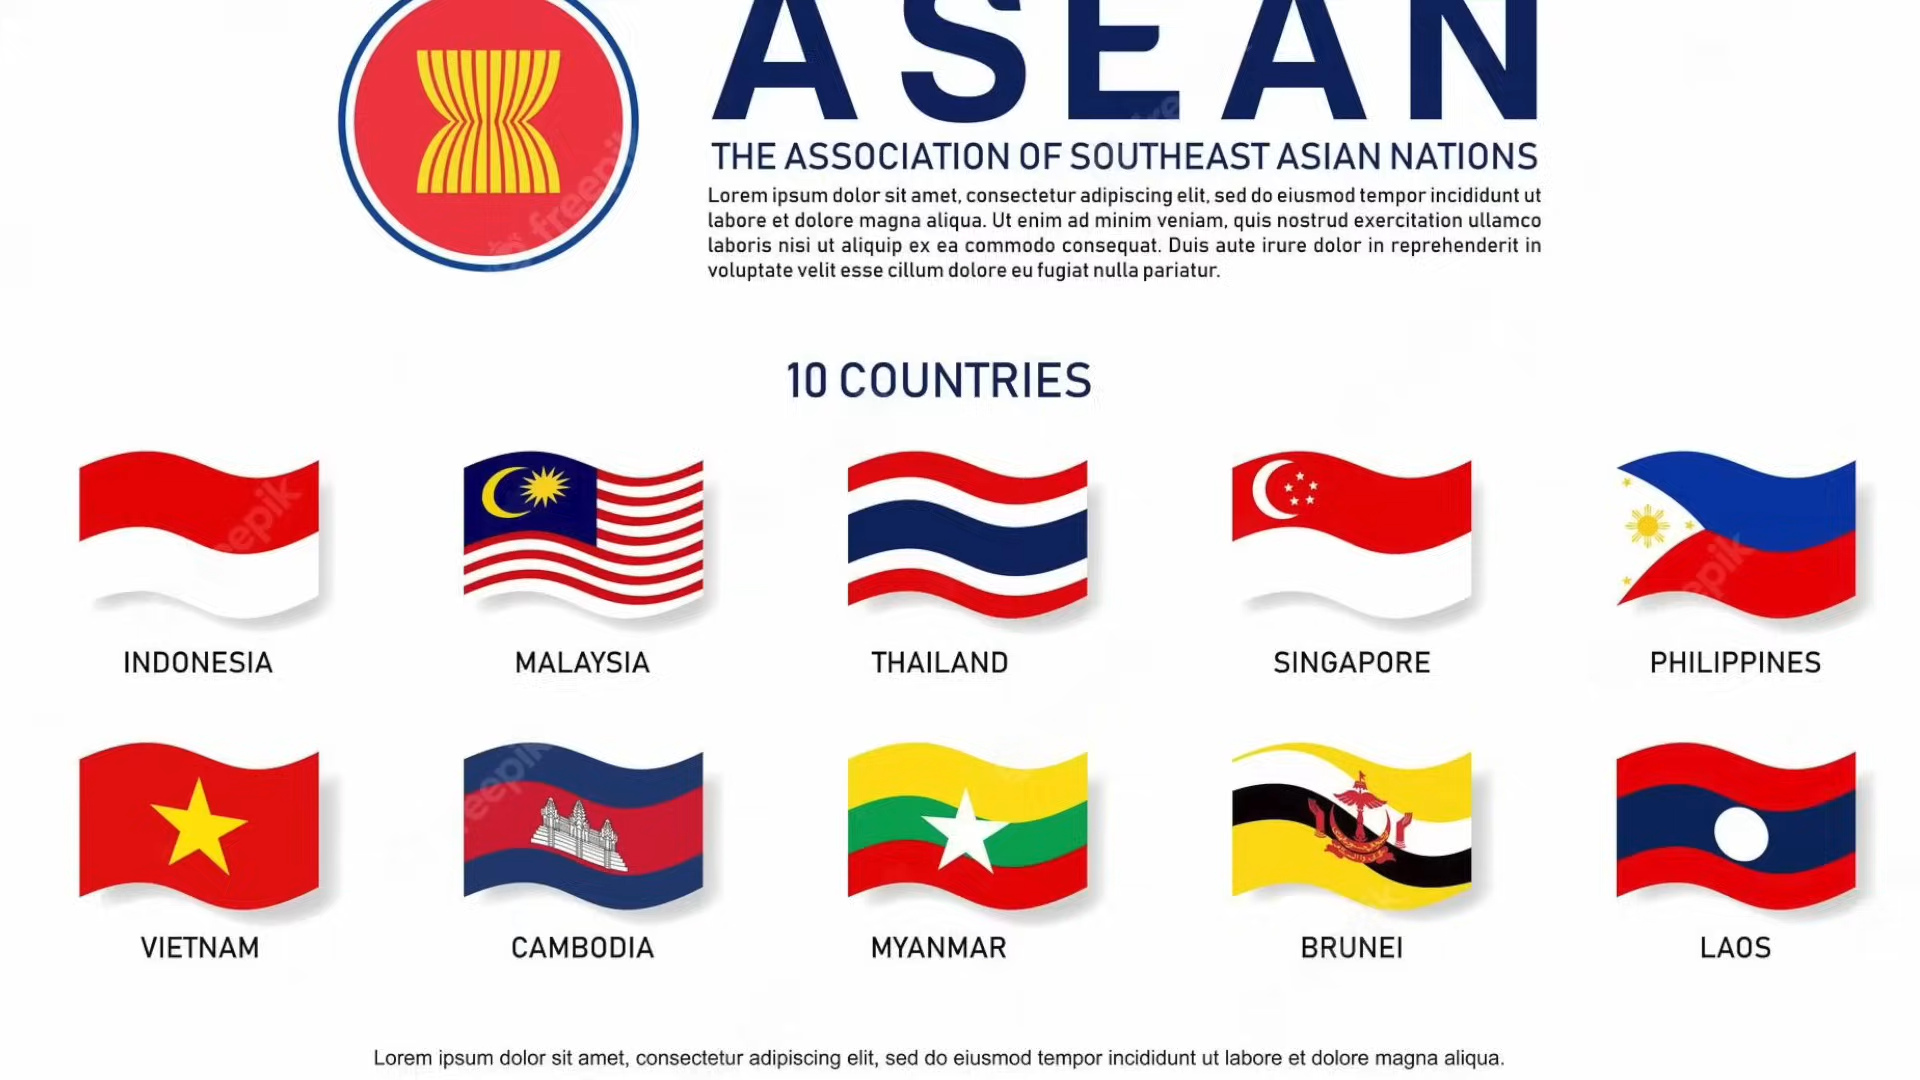 ASEAN
THE ASSOCIATION OF SOUTHEAST ASIAN NATIONS
Lorem ipsum dolor sit amet, consectetur adipiscing elit, sed do eiusmod tempor incididunt ut
labore et dolore magna aliqua. Ut enim ad minim veniam, quis nostrud exercitation ullamco
laboris nisi ut aliquip ex ea commodo consequat. Duis aute irure dolor in reprehenderit in
voluptate velit esse cillum dolore eu fugiat nulla pariatur.
10 COUNTRIES
INDONESIA
MALAYSIA
THAILAND
SINGAPORE
PHILIPPINES
VIETNAM
CAMBODIA
MYANMAR
BRUNEI
LAOS
Lorem ipsum dolor sit amet, consectetur adipiscing elit, sed do eiusmod tempor incididunt ut labore et dolore magna aliqua.
freepik